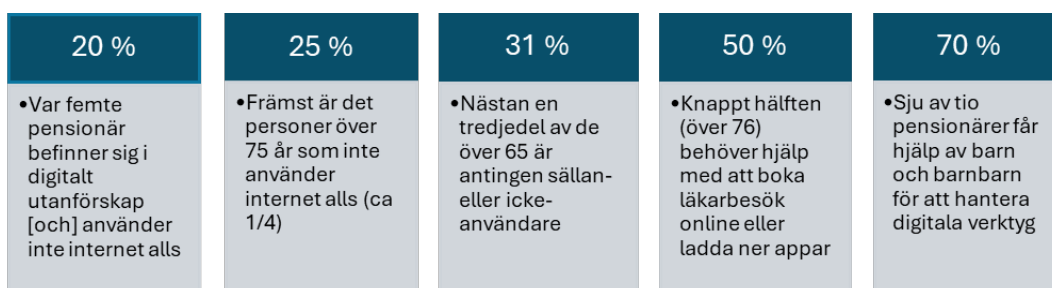 20 %
•Var femte
pensionär
befinner sig i
digitalt
utanförskap
[och] använder
inte internet alls
25 %
•Främst är det
personer över
75 år som inte
använder
internet alls (ca
1/4)
31 %
•Nästan en
tredjedel av de
över 65 är
antingen sällan-
eller icke-
användare
50 %
•Knappt hälften
(över 76)
behöver hjälp
med att boka
läkarbesök
online eller
ladda ner appar
70 %
•Sju av tio
pensionärer får
hjälp av barn
och barnbarn
för att hantera
digitala verktyg